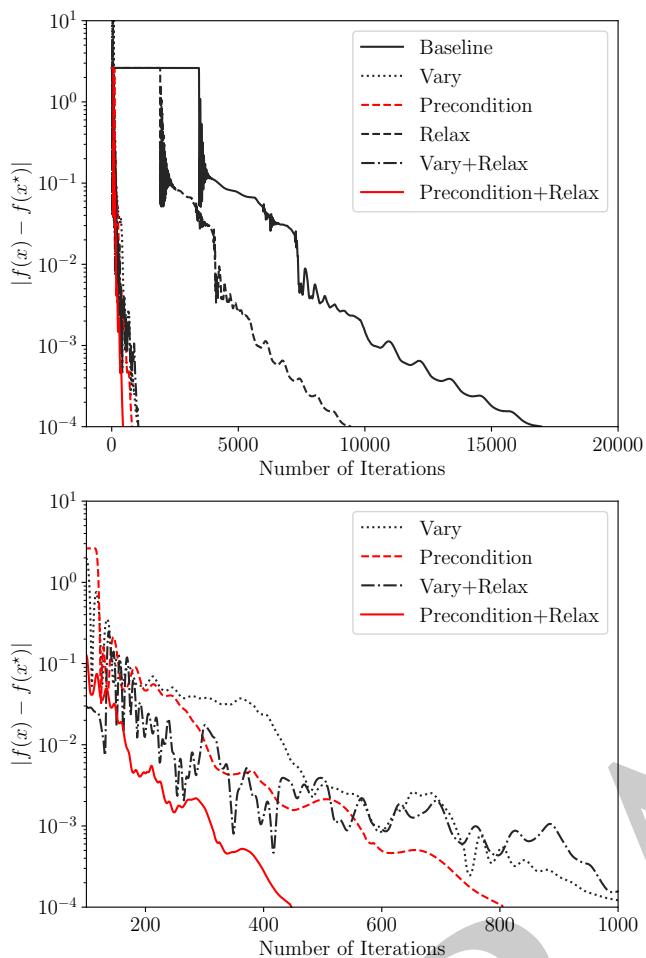 10^1
10^0
10^{-1}
10^{-2}
10^{-3}
10^{-4}
|f(x) − f(x^⋆)|
Baseline
Vary
Precondition
Relax
Vary+Relax
Precondition+Relax
0 5000 10000 15000 20000
Number of Iterations
10^1
10^0
10^{-1}
10^{-2}
10^{-3}
10^{-4}
|f(x) − f(x^⋆)|
Vary
Precondition
Vary+Relax
Precondition+Relax
200 400 600 800 1000
Number of Iterations